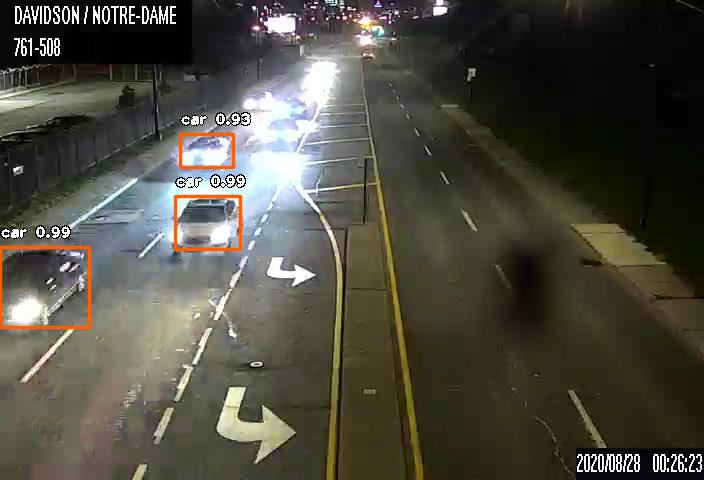 DAVIDSON / NOTRE-DAME
761-508
car 0.93
car 0.99
car 0.99
2020/08/28 00:26:23